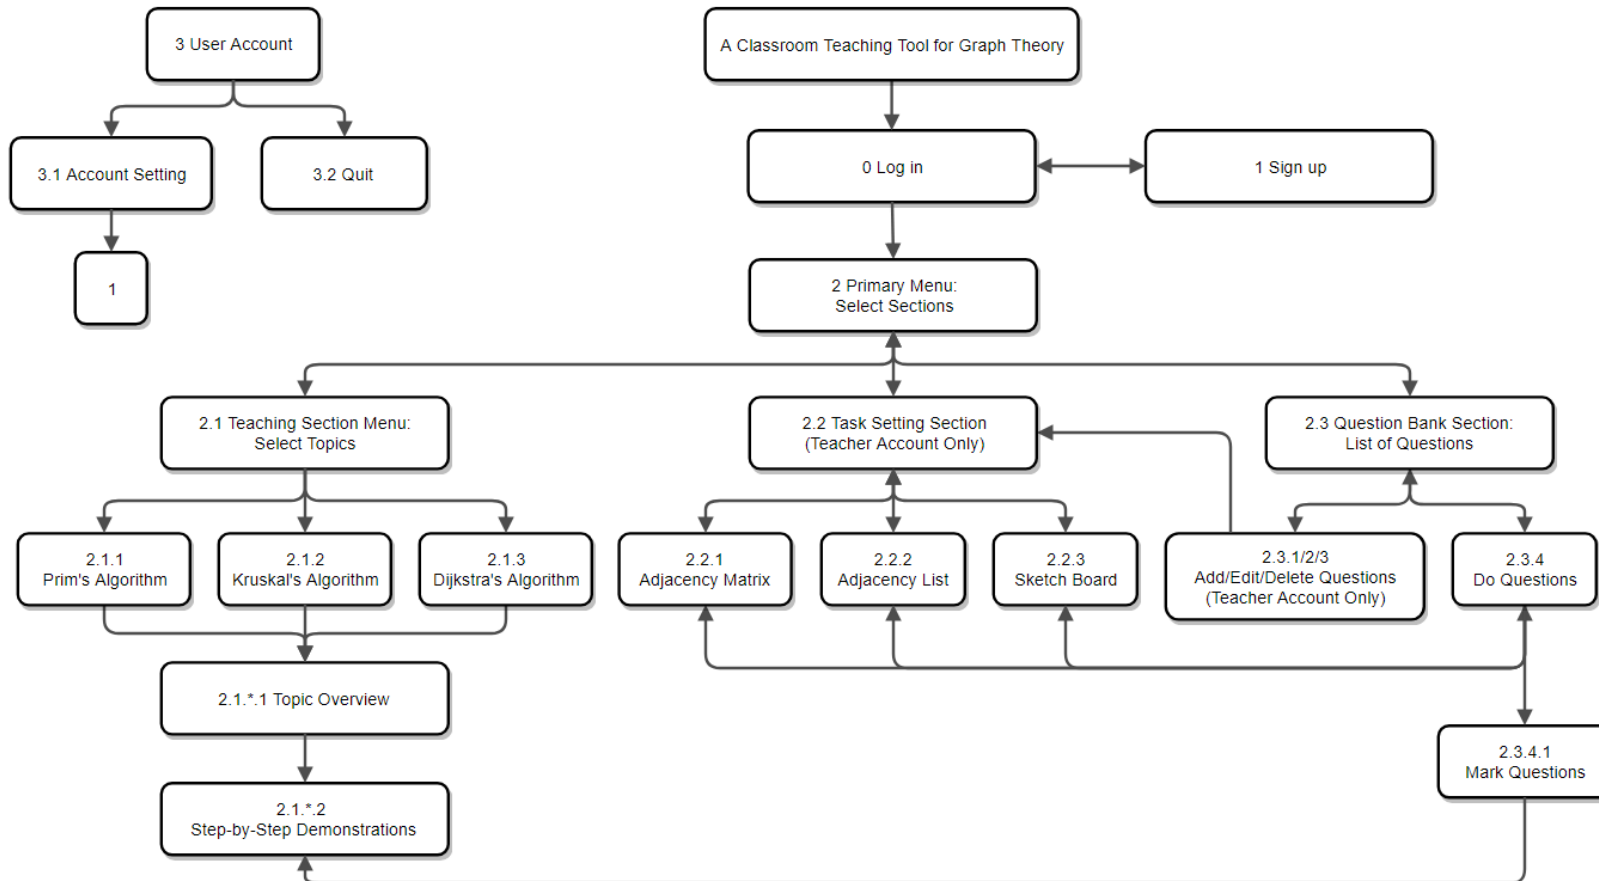 3 User Account
A Classroom Teaching Tool for Graph Theory
3.1 Account Setting
3.2 Quit
0 Log in
1 Sign up
1
2 Primary Menu:
Select Sections
2.1 Teaching Section Menu:
Select Topics
2.2 Task Setting Section
(Teacher Account Only)
2.3 Question Bank Section:
List of Questions
2.1.1
Prim's Algorithm
2.1.2
Kruskal's Algorithm
2.1.3
Dijkstra's Algorithm
2.2.1
Adjacency Matrix
2.2.2
Adjacency List
2.2.3
Sketch Board
2.3.1/2/3
Add/Edit/Delete Questions
(Teacher Account Only)
2.3.4
Do Questions
2.1.*.1 Topic Overview
2.3.4.1
Mark Questions
2.1.*.2
Step-by-Step Demonstrations